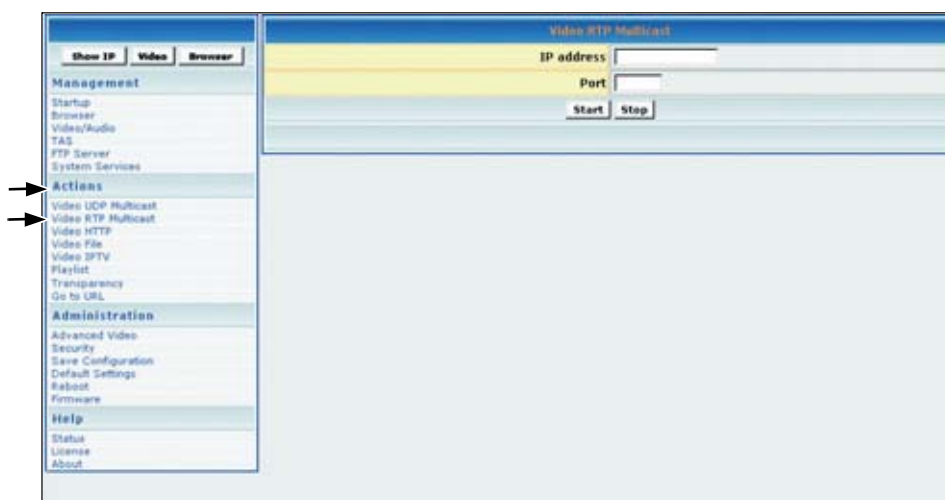 Show IP Video Browser
Management
Startup
Browser
Video/Audio
TAS
FTP Server
System Services
Actions
Video UDP Multicast
Video RTP Multicast
Video HTTP
Video File
Video IPTV
Playlist
Transparency
Go to URL
Administration
Advanced Video
Security
Save Configuration
Default Settings
Reboot
Firmware
Help
Status
License
About
Video RTP Multicast
IP address
Port
Start Stop